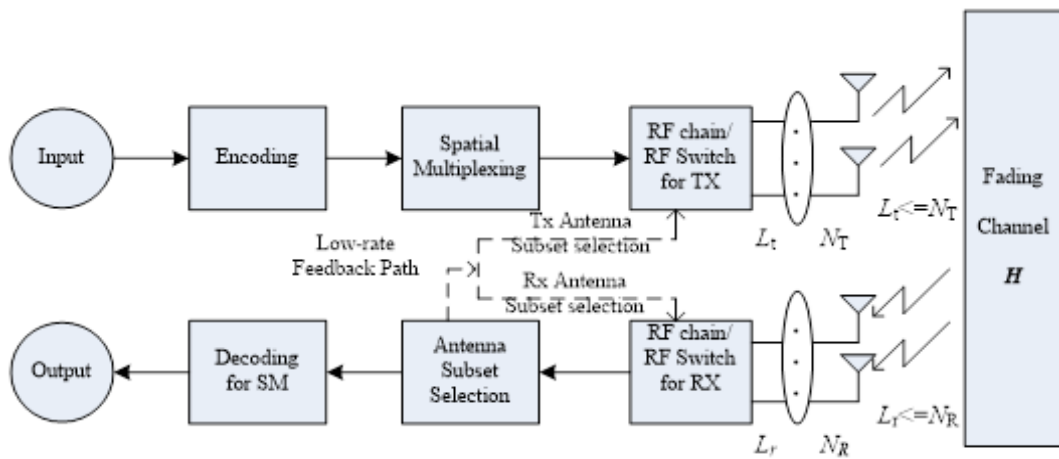 Input
Encoding
Spatial
Multiplexing
RF chain/
RF Switch
for TX
Lt
NT
Lt<=NT
Fading
Channel
H
Low-rate
Feedback Path
Tx Antenna
Subset selection
Rx Antenna
Subset selection
Output
Decoding
for SM
Antenna
Subset
Selection
RF chain/
RF Switch
for RX
Lr
NR
Lr<=NR